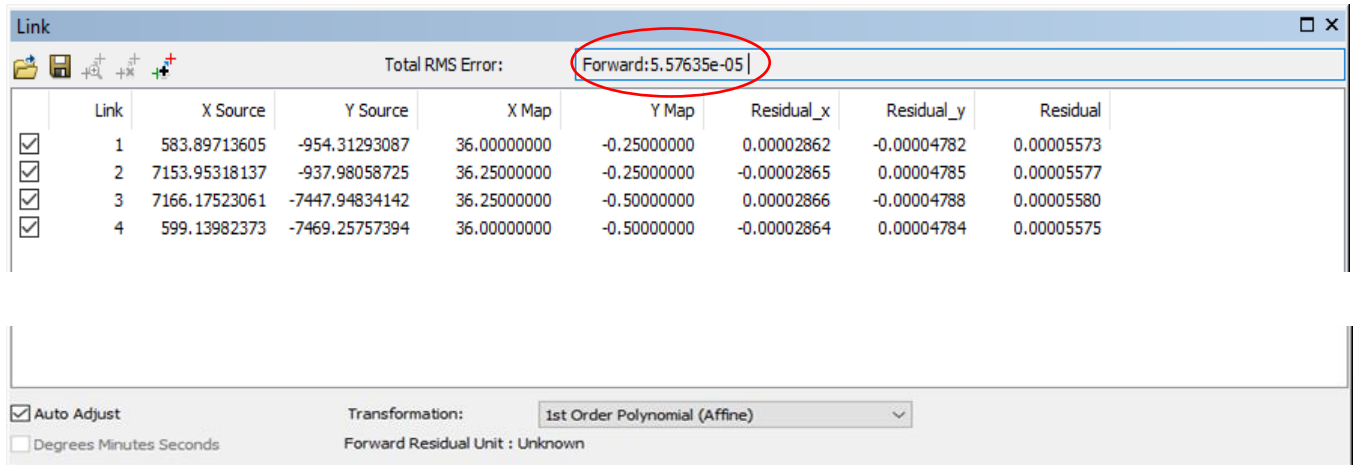 Link
Total RMS Error: Forward:5.57635e-05
Link X Source Y Source X Map Y Map Residual_x Residual_y Residual
1 583.89713605 -954.31293087 36.00000000 -0.25000000 0.00002862 -0.00004782 0.00005573
2 7153.95318137 -937.98058725 36.25000000 -0.25000000 -0.00002865 0.00004785 0.00005577
3 7166.17523061 -7447.94834142 36.25000000 -0.50000000 0.00002866 -0.00004788 0.00005580
4 599.13982373 -7469.25757394 36.00000000 -0.50000000 -0.00002864 0.00004784 0.00005575
Auto Adjust Transformation: 1st Order Polynomial (Affine)
Degrees Minutes Seconds Forward Residual Unit : Unknown